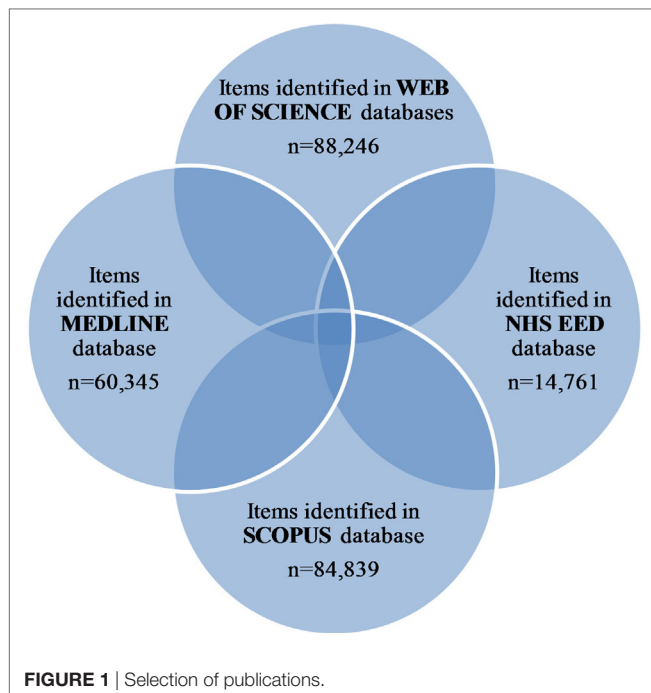 Items identified in WEB
OF SCIENCE databases
n=88,246
Items
identified in
MEDLINE
database
n=60,345
Items
identified in
NHS EED
database
n=14,761
Items identified in
SCOPUS database
n=84,839
FIGURE 1 | Selection of publications.